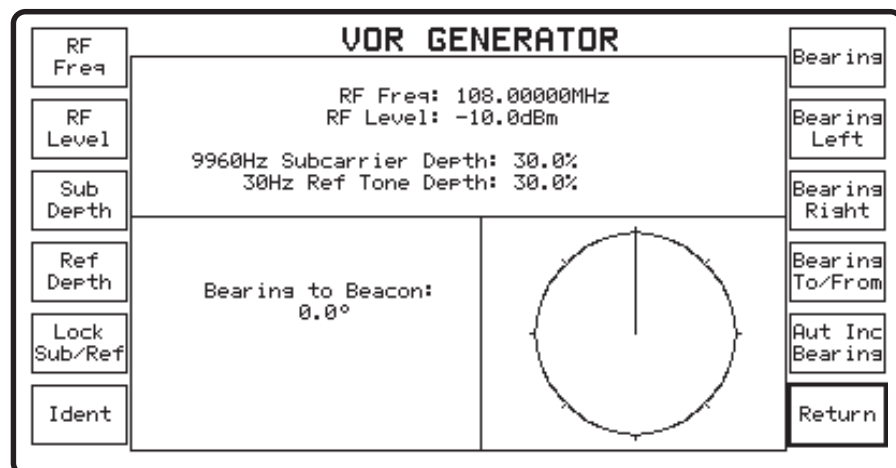 VOR GENERATOR
RF
Freq
RF
Level
Sub
Depth
Ref
Depth
Lock
Sub/Ref
Ident
RF Freq: 108.00000MHz
RF Level: -10.0dBm
9960Hz Subcarrier Depth: 30.0%
30Hz Ref Tone Depth: 30.0%
Bearing to Beacon:
0.0°
Bearing
Bearing
Left
Bearing
Right
Bearing
To/From
Aut Inc
Bearing
Return